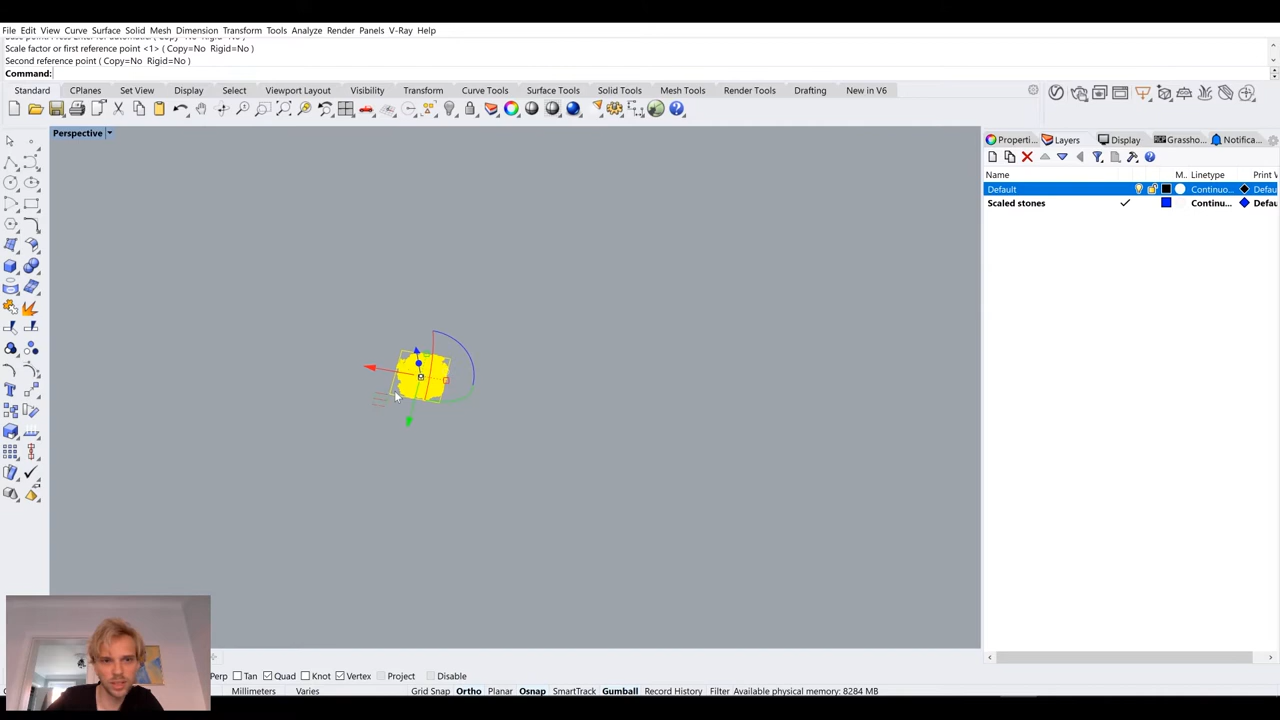 File Edit View Curve Surface Solid Mesh Dimension Transform Tools Analyze Render Panels V-Ray Help
Scale factor or first reference point <1> ( Copy=No Rigid=No )
Second reference point ( Copy=No Rigid=No )
Command:
Standard CPlanes Set View Display Select Viewport Layout Visibility Transform Curve Tools Surface Tools Solid Tools Mesh Tools Render Tools Drafting New in V6
Perspective
Properti... Layers Display Grassho... Notifica...
Name M.. Linetype Print V
Default Continuo... Defau
Scaled stones Continu... Defau
Perp Tan Quad Knot Vertex Project Disable
Millimeters Varies Grid Snap Ortho Planar Osnap SmartTrack Gumball Record History Filter Available physical memory: 8284 MB